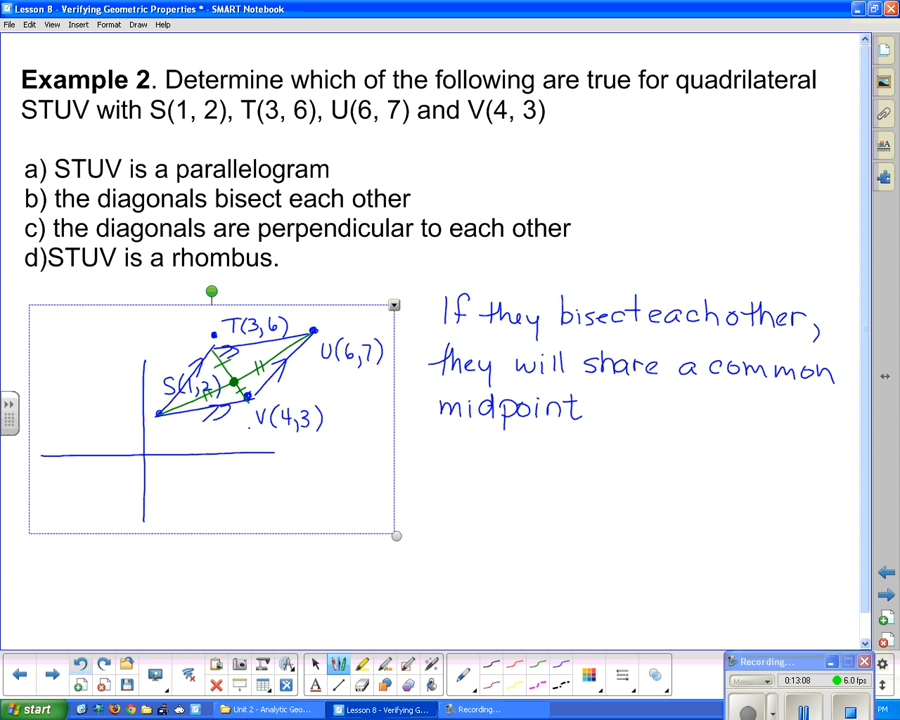 Lesson 8 - Verifying Geometric Properties * - SMART Notebook
File Edit View Insert Format Draw Help
Example 2. Determine which of the following are true for quadrilateral
STUV with S(1, 2), T(3, 6), U(6, 7) and V(4, 3)
a) STUV is a parallelogram
b) the diagonals bisect each other
c) the diagonals are perpendicular to each other
d)STUV is a rhombus.
T(3,6)
U(6,7)
S(1,2)
V(4,3)
If they bisect each other,
they will share a common
midpoint
Recording...
Menu
0:13:08
6.0 fps
start
Unit 2 - Analytic Geo...
Lesson 8 - Verifying G...
Recording...
PM